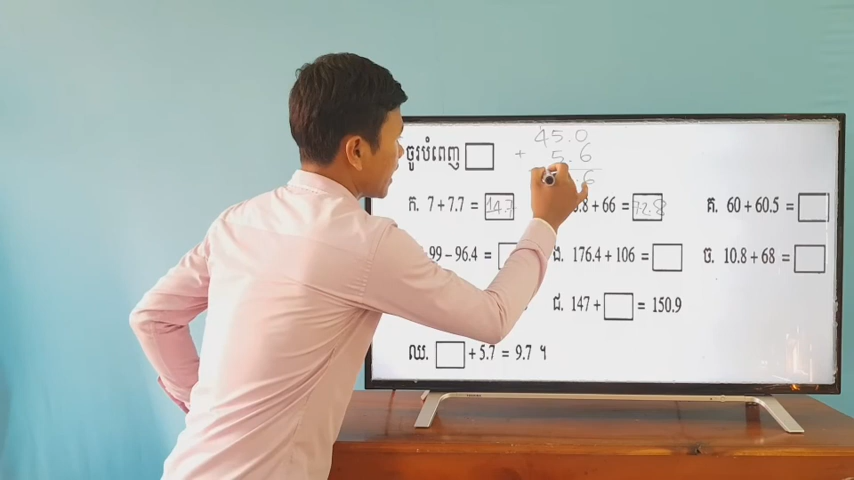 45.0
+ 5.6
.6
ចូរបំពេញ
ក. 7 + 7.7 = 14.7
.8 + 66 = 72.8
គ. 60 + 60.5 =
99 − 96.4 =
ង. 176.4 + 106 =
ច. 10.8 + 68 =
ជ. 147 + = 150.9
ឈ. + 5.7 = 9.7 ។